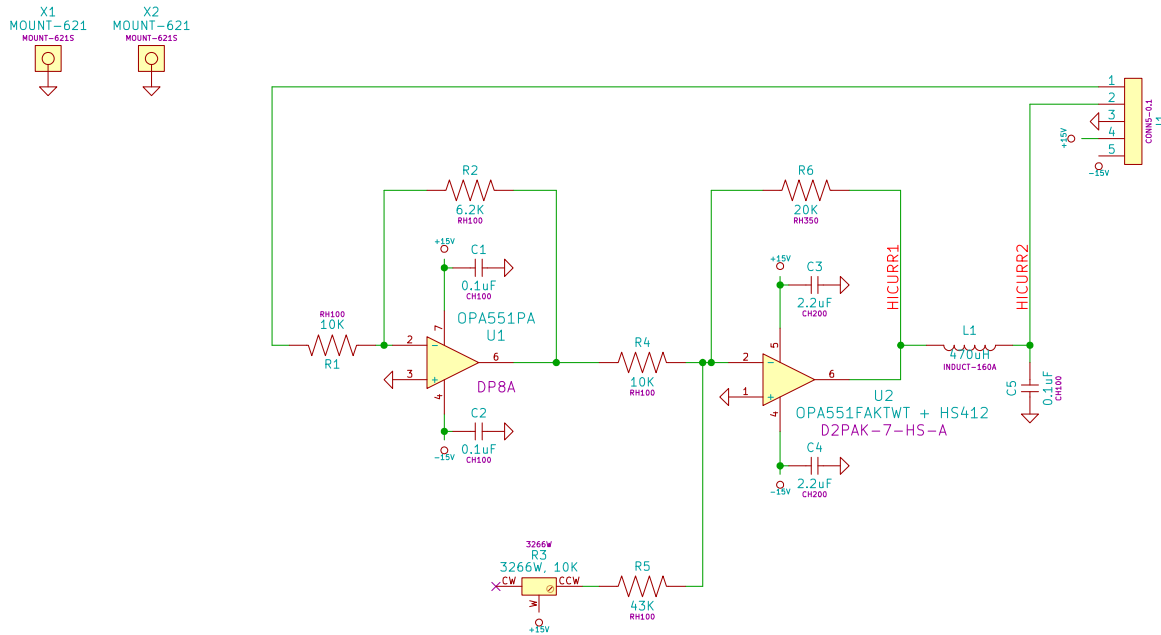 X1
MOUNT-621
MOUNT-621S
X2
MOUNT-621
MOUNT-621S
1
2
3
4
5
+15V
-15V
CONN5-0.1
R2
6.2K
RH100
R6
20K
RH350
+15V
C1
0.1uF
CH100
+15V
C3
2.2uF
CH200
HICURR1
HICURR2
OPA551PA
U1
7
RH100
10K
R1
2
3
6
4
DP8A
R4
10K
RH100
5
2
1
6
4
L1
470uH
INDUCT-160A
C5
0.1uF
CH100
U2
OPA551FAKTWT + HS412
D2PAK-7-HS-A
C2
0.1uF
CH100
-15V
C4
2.2uF
CH200
-15V
3266W
R3
3266W, 10K
CW
CCW
W
+15V
R5
43K
RH100